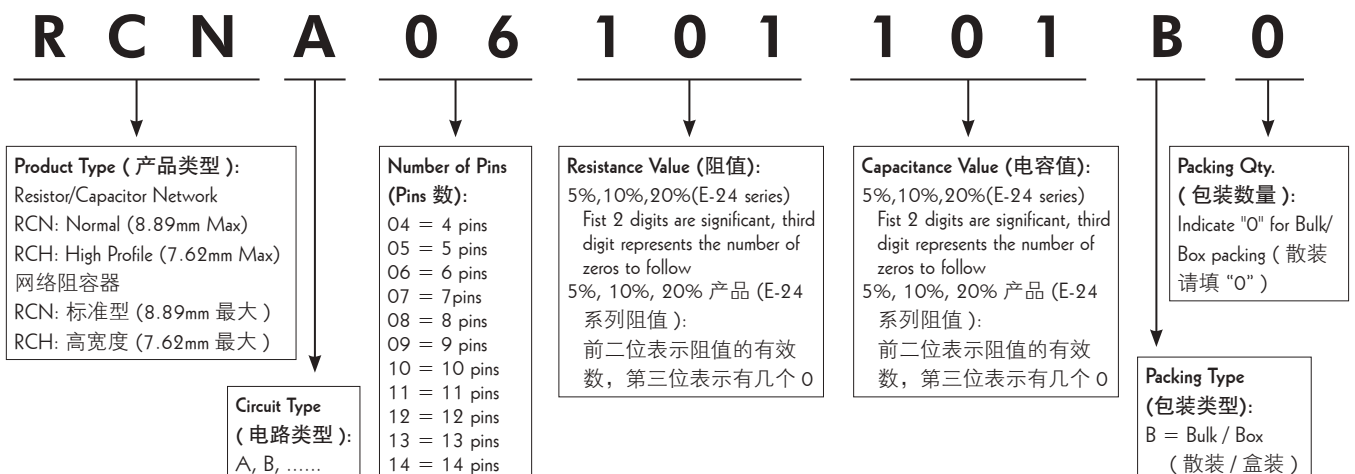 R C N A 0 6 1 0 1 1 0 1 B 0
Product Type ( 产品类型 ):
Resistor/Capacitor Network
RCN: Normal (8.89mm Max)
RCH: High Profile (7.62mm Max)
网络阻容器
RCN: 标准型 (8.89mm 最大 )
RCH: 高宽度 (7.62mm 最大 )
Circuit Type
( 电路类型 ):
A, B, ......
Number of Pins
(Pins 数):
04 = 4 pins
05 = 5 pins
06 = 6 pins
07 = 7pins
08 = 8 pins
09 = 9 pins
10 = 10 pins
11 = 11 pins
12 = 12 pins
13 = 13 pins
14 = 14 pins
Resistance Value (阻值):
5%,10%,20%(E-24 series)
Fist 2 digits are significant, third
digit represents the number of
zeros to follow
5%, 10%, 20% 产品 (E-24
系列阻值 ):
前二位表示阻值的有效
数，第三位表示有几个 0
Capacitance Value (电容值):
5%,10%,20%(E-24 series)
Fist 2 digits are significant, third
digit represents the number of
zeros to follow
5%, 10%, 20% 产品 (E-24
系列阻值 ):
前二位表示阻值的有效
数，第三位表示有几个 0
Packing Qty.
( 包装数量 ):
Indicate "0" for Bulk/
Box packing ( 散装
请填 “0” )
Packing Type
(包装类型):
B = Bulk / Box
( 散装 / 盒装 )